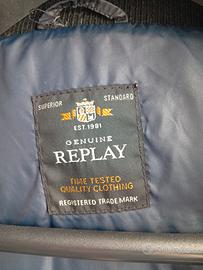 SUPERIOR STANDARD
EST.1981
GENUINE
REPLAY
TIME TESTED
QUALITY CLOTHING
REGISTERED TRADE MARK